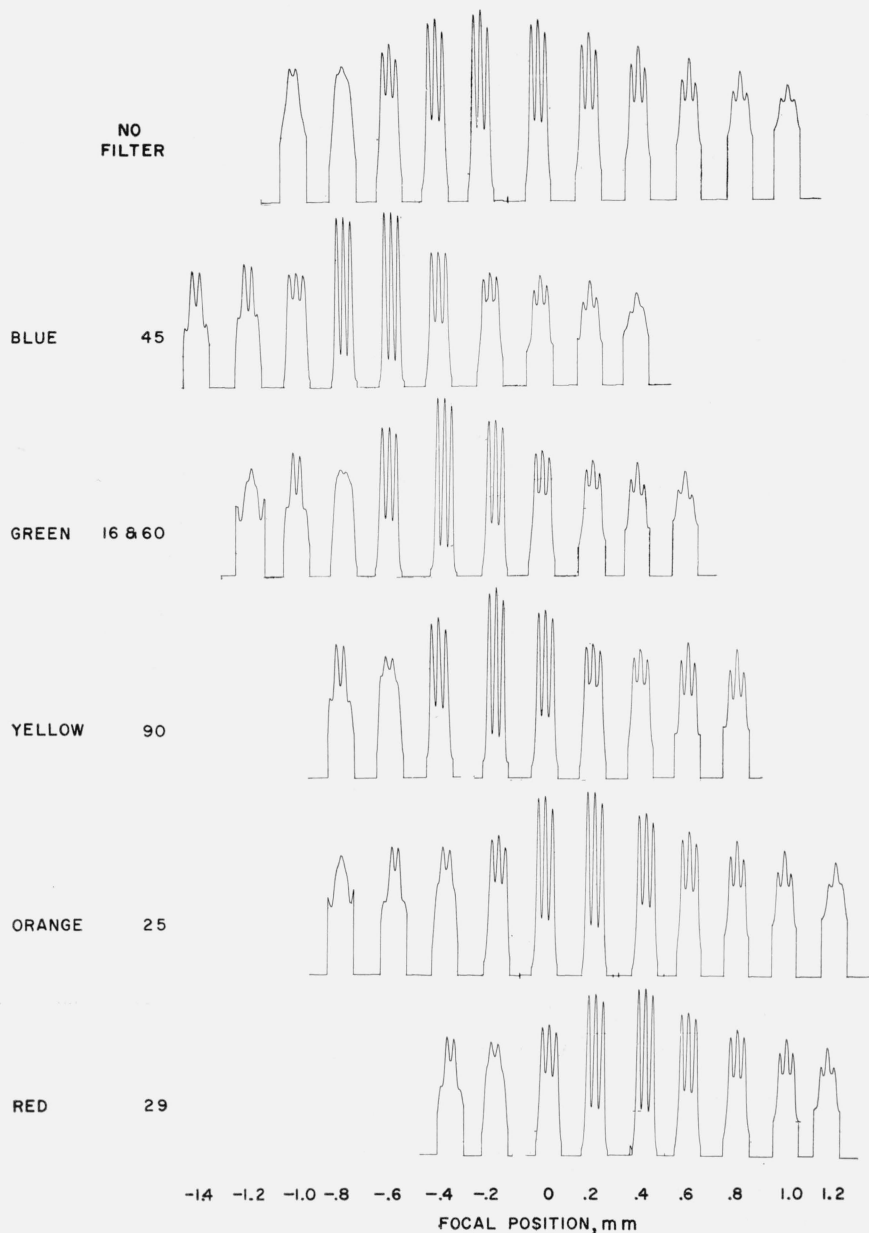 NO
FILTER
BLUE 45
GREEN 16 & 60
YELLOW 90
ORANGE 25
RED 29
-1.4 -1.2 -1.0 -.8 -.6 -.4 -.2 0 .2 .4 .6 .8 1.0 1.2
FOCAL POSITION, mm